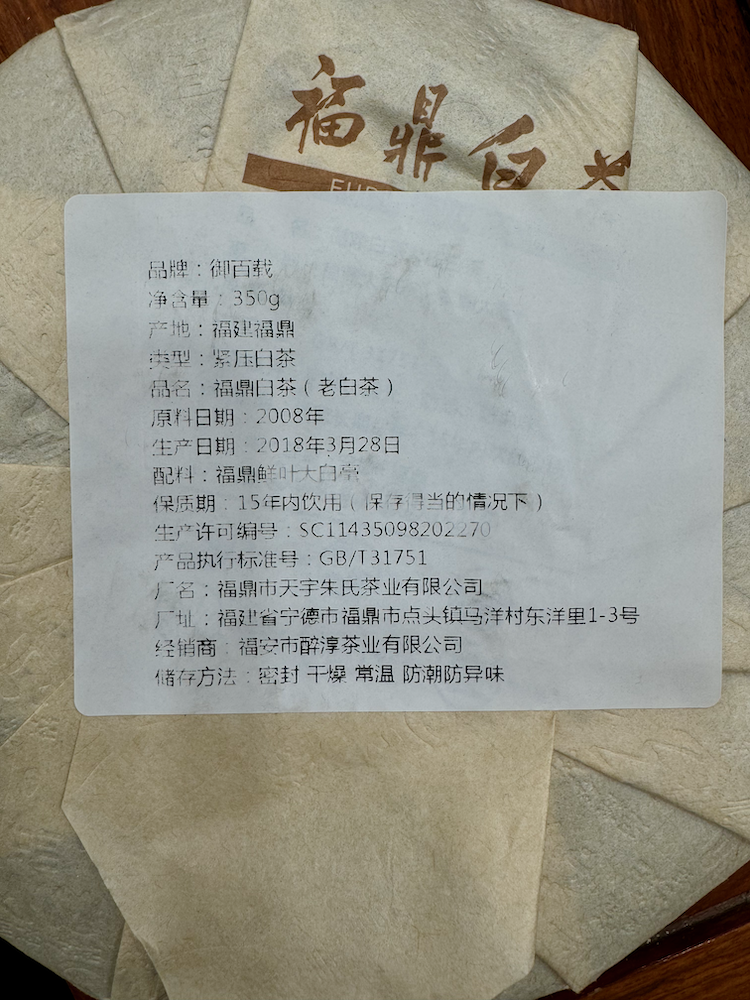 福鼎白茶
品牌：御百载
净含量：350g
产地：福建福鼎
类型：紧压白茶
品名：福鼎白茶（老白茶）
原料日期：2008年
生产日期：2018年3月28日
配料：福鼎鲜叶大白毫
保质期：15年内饮用（保存得当的情况下）
生产许可编号：SC11435098202270
产品执行标准号：GB/T31751
厂名：福鼎市天宇朱氏茶业有限公司
厂址：福建省宁德市福鼎市点头镇马洋村东洋里1-3号
经销商：福安市醉淳茶业有限公司
储存方法：密封 干燥 常温 防潮防异味